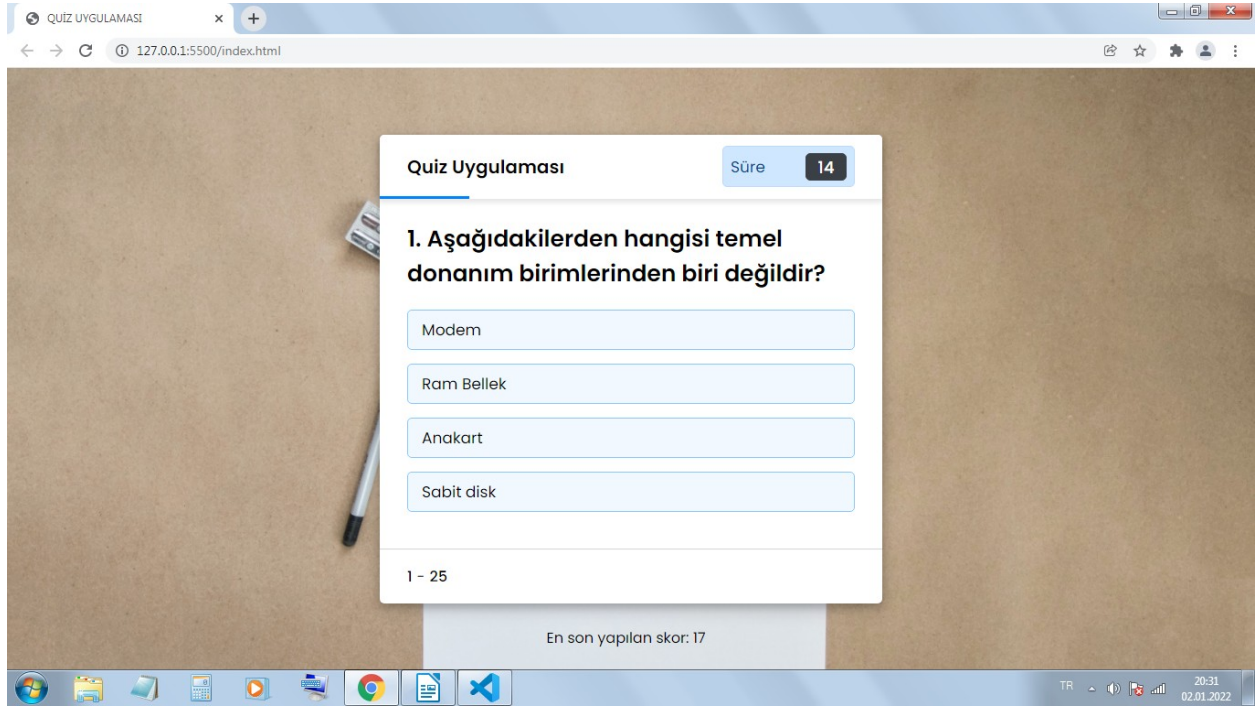 QUİZ UYGULAMASI
127.0.0.1:5500/index.html
Quiz Uygulaması
Süre 14
1. Aşağıdakilerden hangisi temel
donanım birimlerinden biri değildir?
Modem
Ram Bellek
Anakart
Sabit disk
1 - 25
En son yapılan skor: 17
TR
20:31
02.01.2022